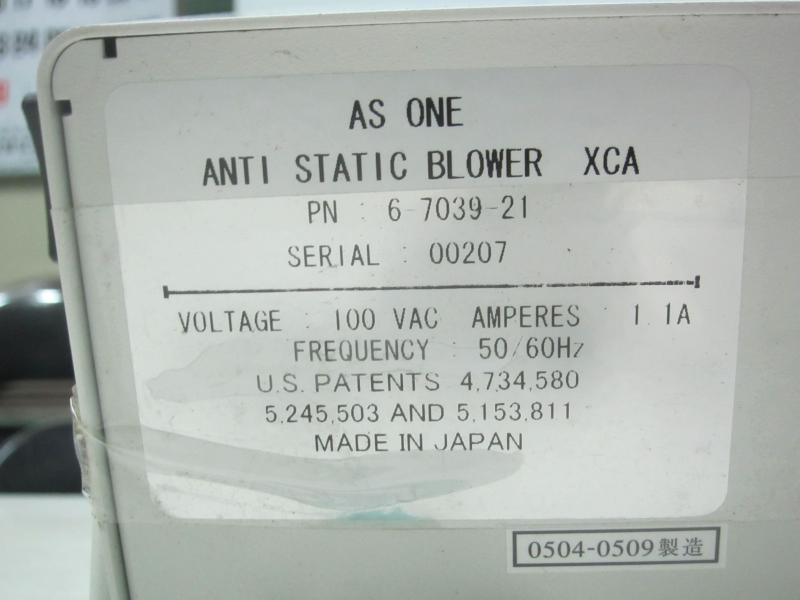 AS ONE
ANTI STATIC BLOWER XCA
PN : 6-7039-21
SERIAL : 00207
VOLTAGE : 100 VAC AMPERES : 1.1A
FREQUENCY : 50/60Hz
U.S. PATENTS 4,734,580
5,245,503 AND 5,153,811
MADE IN JAPAN
0504-0509製造